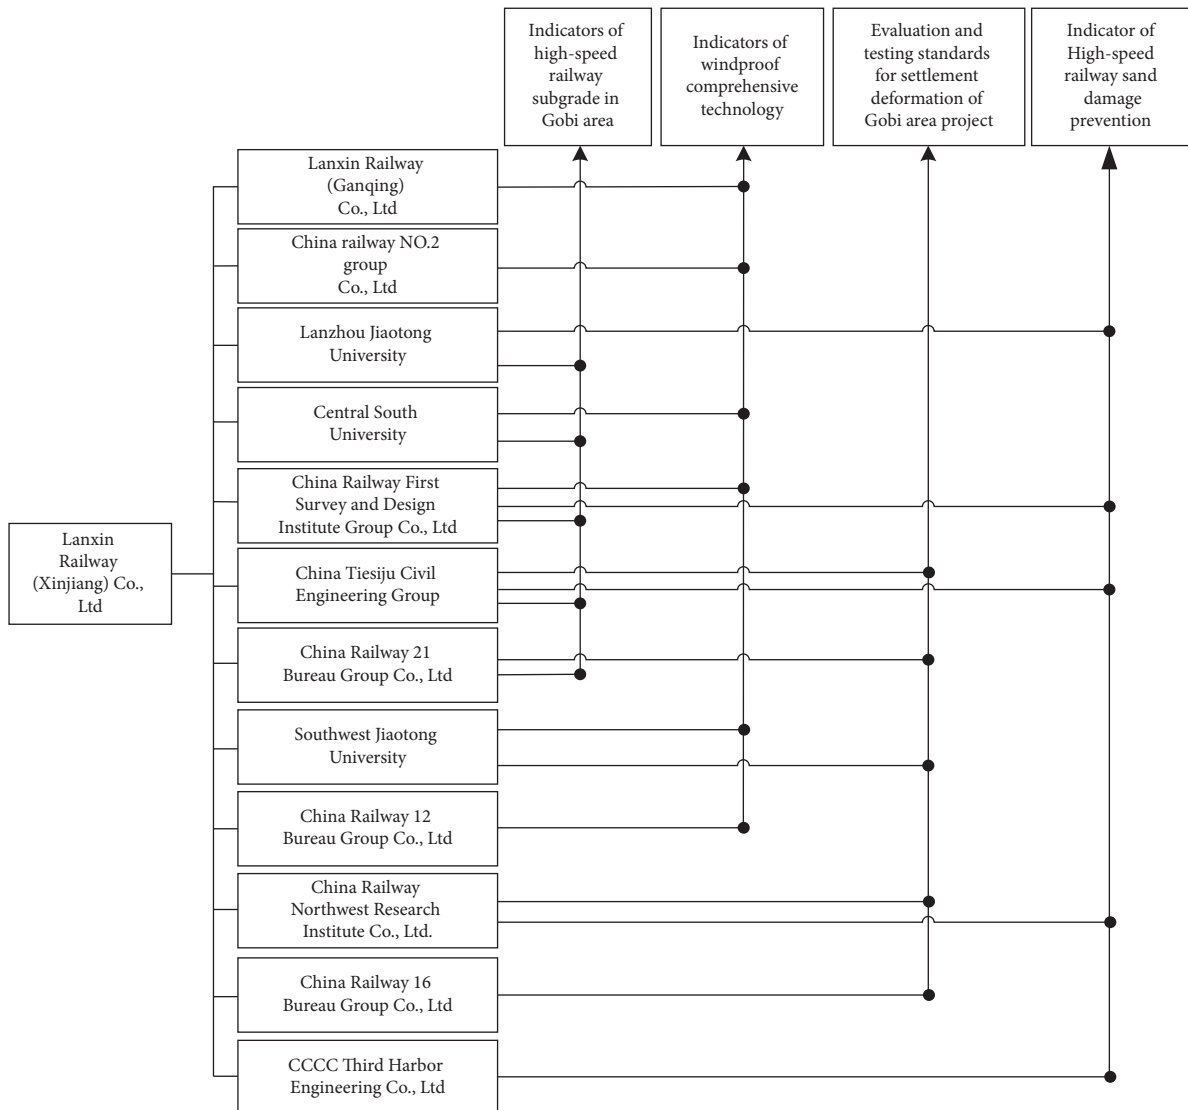 Indicators of
high-speed
railway
subgrade in
Gobi area
Indicators of
windproof
comprehensive
technology
Evaluation and
testing standards
for settlement
deformation of
Gobi area project
Indicator of
High-speed
railway sand
damage
prevention
Lanxin Railway
(Ganqing)
Co., Ltd
China railway NO.2
group
Co., Ltd
Lanzhou Jiaotong
University
Central South
University
China Railway First
Survey and Design
Institute Group Co., Ltd
Lanxin
Railway
(Xinjiang) Co.,
Ltd
China Tiesiju Civil
Engineering Group
China Railway 21
Bureau Group Co., Ltd
Southwest Jiaotong
University
China Railway 12
Bureau Group Co., Ltd
China Railway
Northwest Research
Institute Co., Ltd.
China Railway 16
Bureau Group Co., Ltd
CCCC Third Harbor
Engineering Co., Ltd